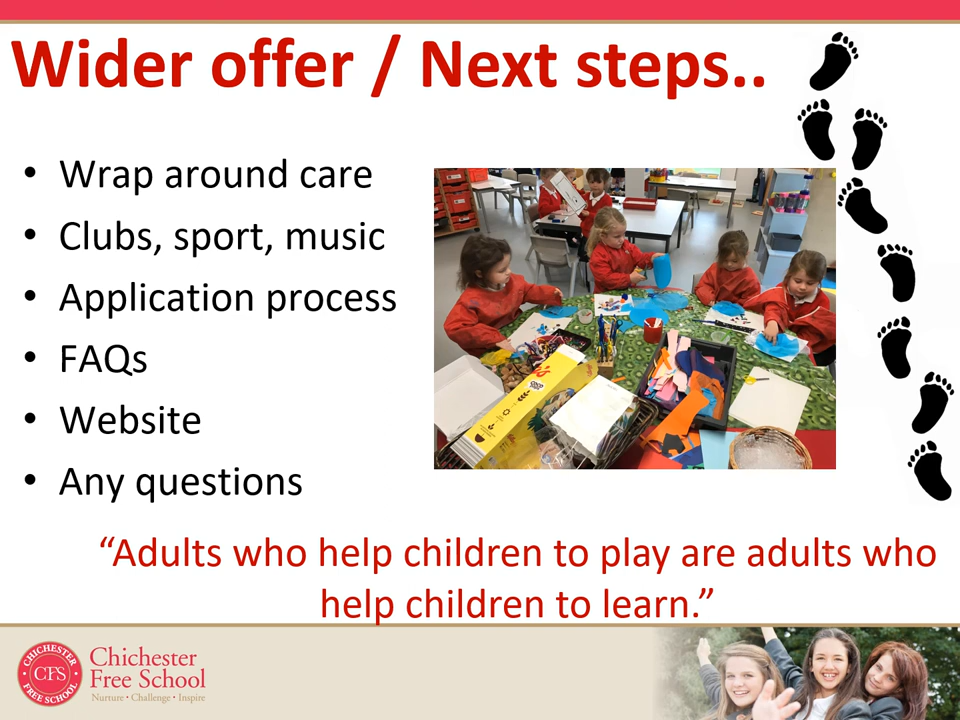 Wider offer / Next steps..
• Wrap around care
• Clubs, sport, music
• Application process
• FAQs
• Website
• Any questions
“Adults who help children to play are adults who
help children to learn.”
CHICHESTER
CFS
FREE SCHOOL
Chichester
Free School
Nurture • Challenge • Inspire